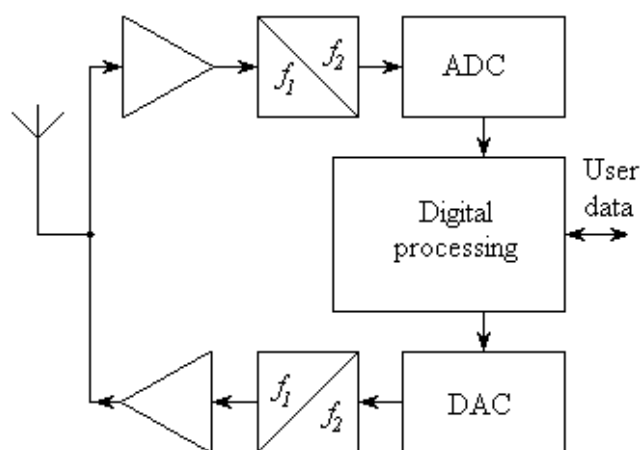 f1
f2
ADC
User
data
Digital
processing
f1
f2
DAC